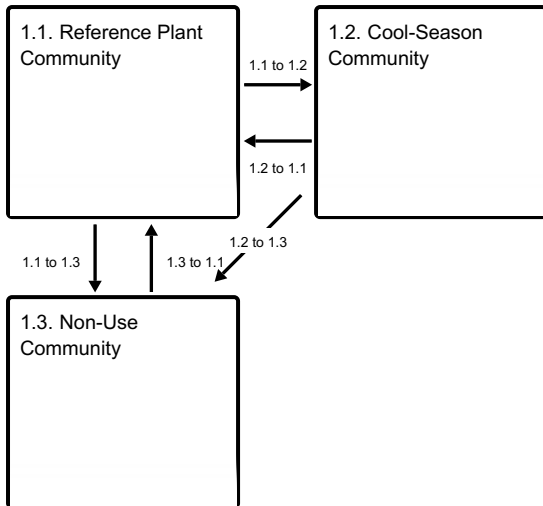 1.1. Reference Plant
Community
1.2. Cool-Season
Community
1.1 to 1.2
1.2 to 1.1
1.2 to 1.3
1.1 to 1.3
1.3 to 1.1
1.3. Non-Use
Community